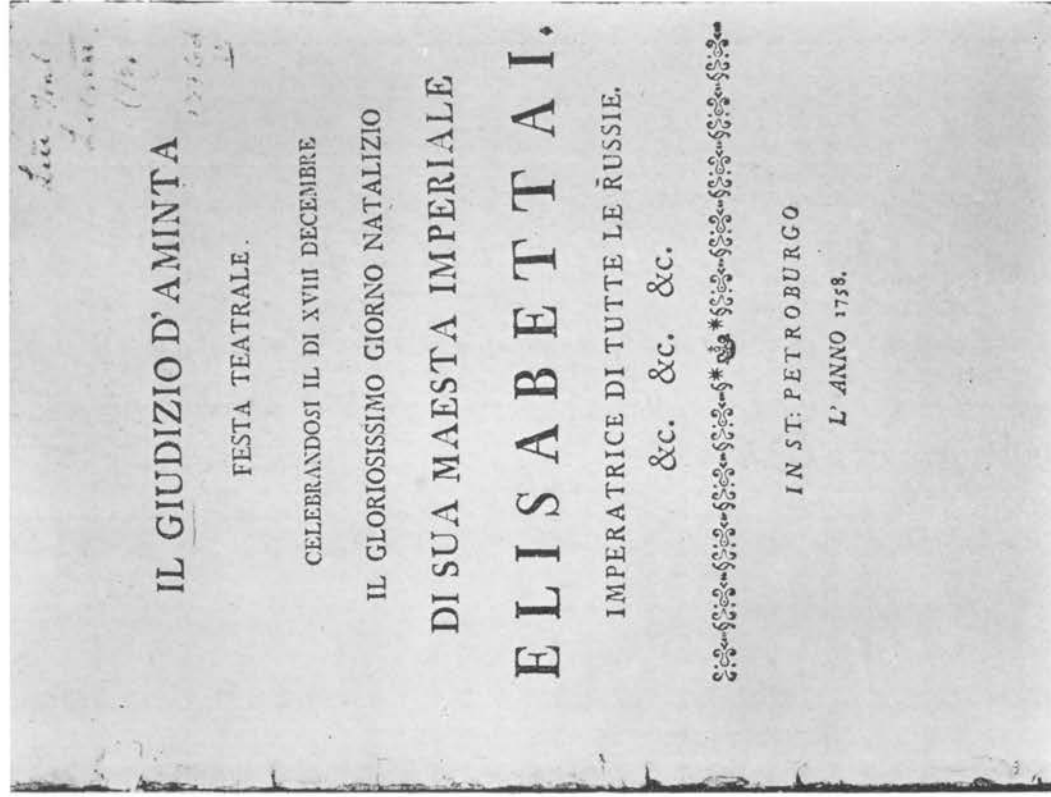 IL GIUDIZIO D' AMINTA
FESTA TEATRALE.
CELEBRANDOSI IL DI XVIII DECEMBRE
IL GLORIOSISSIMO GIORNO NATALIZIO
DI SUA MAESTA IMPERIALE
ELISABETTA I.
IMPERATRICE DI TUTTE LE RUSSIE.
&c. &c. &c.
IN ST: PETROBURGO
L' ANNO 1758.